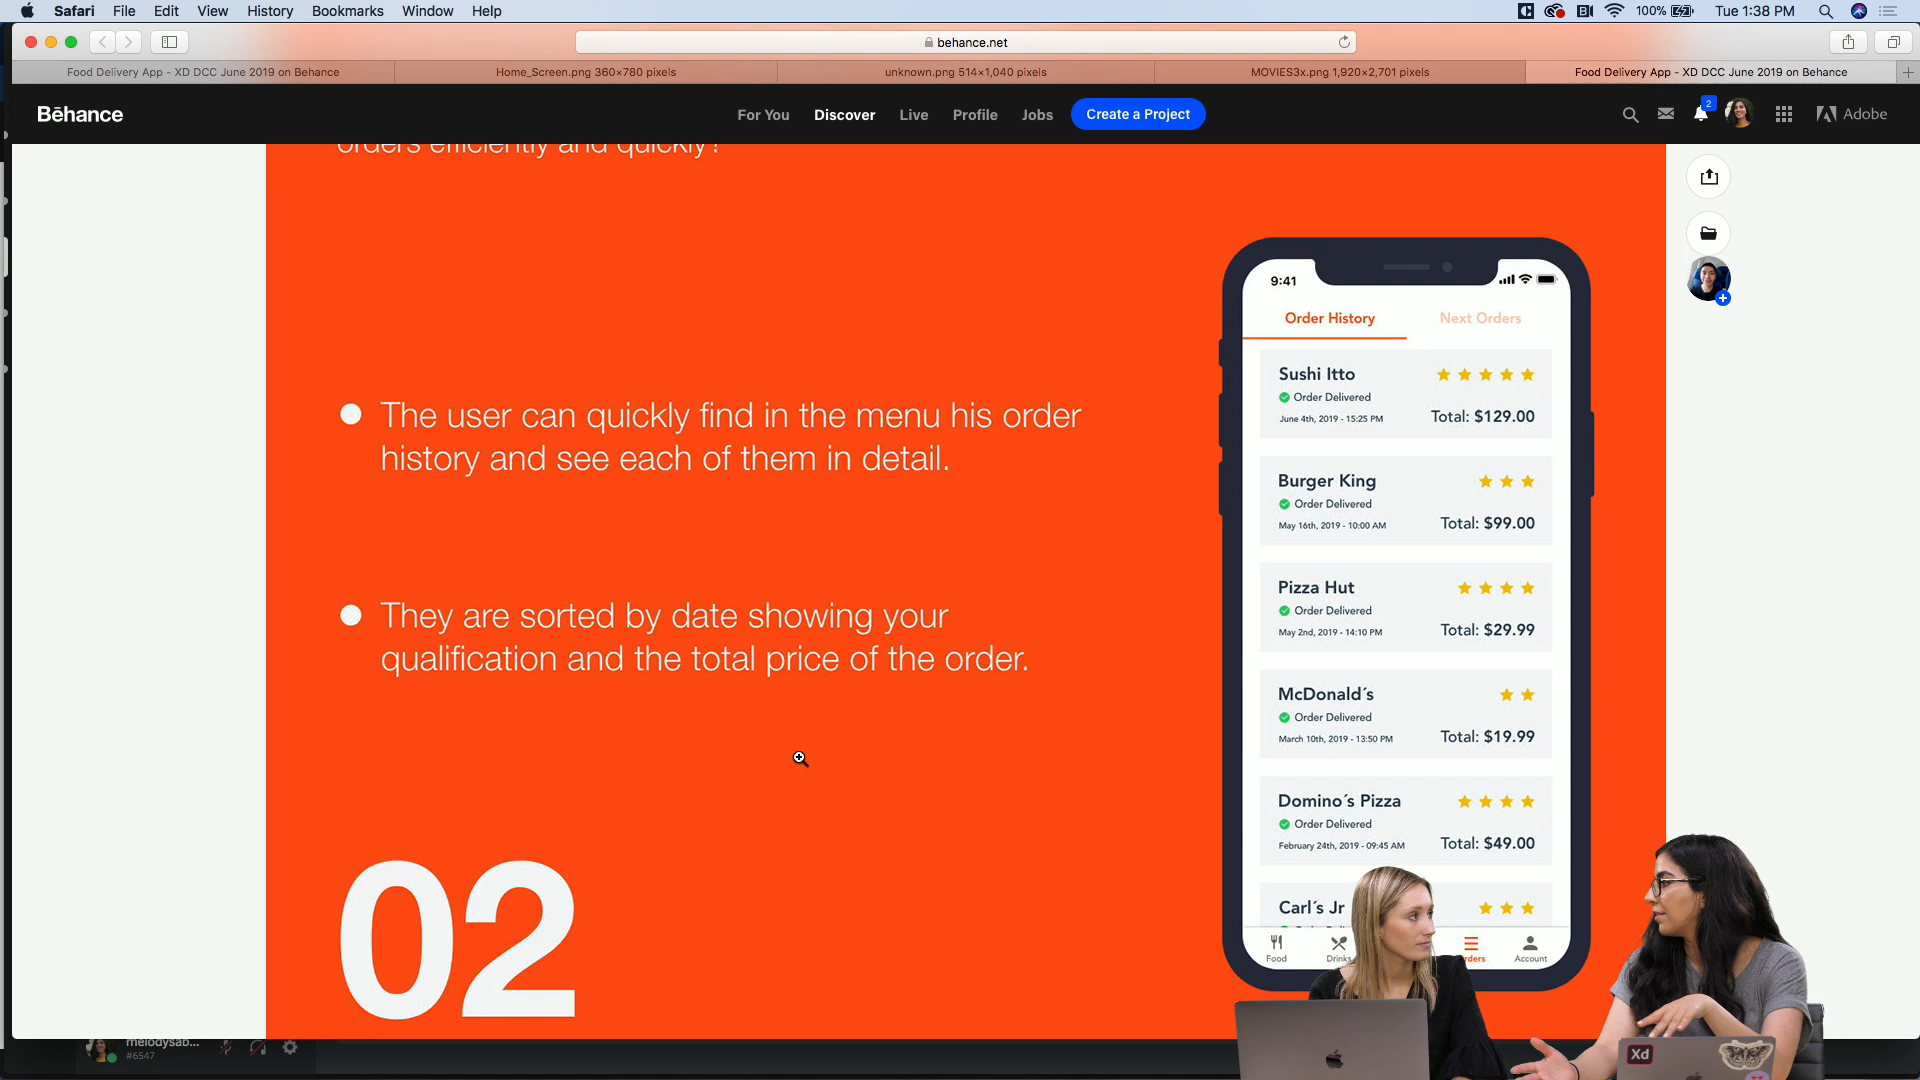 Safari File Edit View History Bookmarks Window Help
100% Tue 1:38 PM
behance.net
Food Delivery App - XD DCC June 2019 on Behance
Home_Screen.png 360×780 pixels
unknown.png 514×1,040 pixels
MOVIES3x.png 1,920×2,701 pixels
Food Delivery App - XD DCC June 2019 on Behance
Bēhance
For You Discover Live Profile Jobs Create a Project
2
Adobe
orders efficiently and quickly?
The user can quickly find in the menu his order
history and see each of them in detail.
They are sorted by date showing your
qualification and the total price of the order.
02
9:41
Order History Next Orders
Sushi Itto
Order Delivered
June 4th, 2019 - 15:25 PM Total: $129.00
Burger King
Order Delivered
May 16th, 2019 - 10:00 AM Total: $99.00
Pizza Hut
Order Delivered
May 2nd, 2019 - 14:10 PM Total: $29.99
McDonald´s
Order Delivered
March 10th, 2019 - 13:50 PM Total: $19.99
Domino´s Pizza
Order Delivered
February 24th, 2019 - 09:45 AM Total: $49.00
Carl´s Jr
Food Drinks Account
melodysab...
#6547
Xd